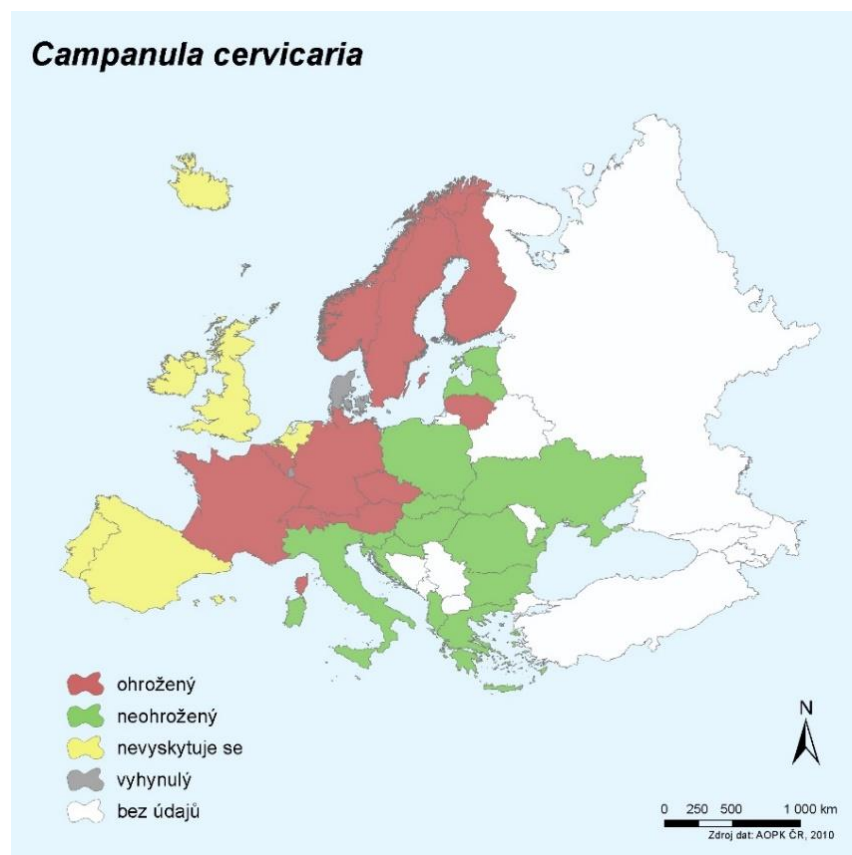 Campanula cervicaria
ohrožený
neohrožený
nevyskytuje se
vyhynulý
bez údajů
N
0 250 500 1 000 km
Zdroj dat: AOPK ČR, 2010